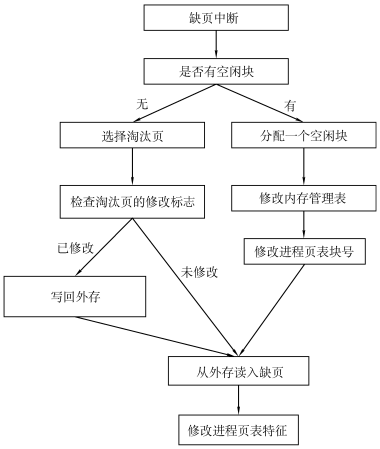 缺页中断
是否有空闲块
无
有
选择淘汰页
分配一个空闲块
检查淘汰页的修改标志
修改内存管理表
已修改
未修改
修改进程页表块号
写回外存
从外存读入缺页
修改进程页表特征